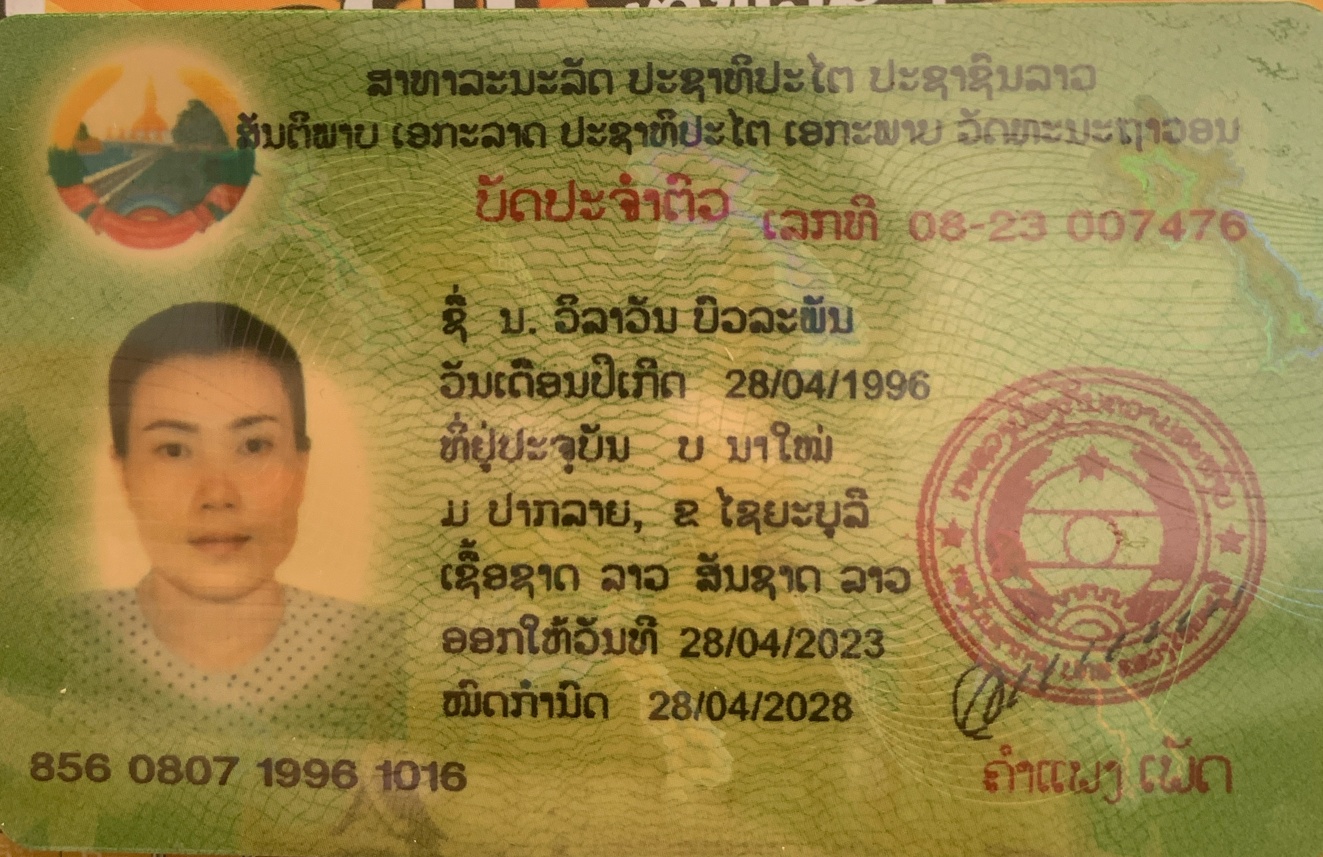 ສາທາລະນະລັດ ປະຊາທິປະໄຕ ປະຊາຊົນລາວ
ສັນຕິພາບ ເອກະລາດ ປະຊາທິປະໄຕ ເອກະພາບ ວັດທະນະຖາວອນ
ບັດປະຈຳຕົວ ເລກທີ 08-23 007476
ຊື່ ນ. ວິລາວັນ ບົວລະພັນ
ວັນເດືອນປີເກີດ 28/04/1996
ທີ່ຢູ່ປະຈຸບັນ ບ ນາໃໝ່
ມ ປາກລາຍ, ຂ ໄຊຍະບູລີ
ເຊື້ອຊາດ ລາວ ສັນຊາດ ລາວ
ອອກໃຫ້ວັນທີ 28/04/2023
ໝົດກຳນົດ 28/04/2028
856 0807 1996 1016
ຄຳແພງ ເພັດ